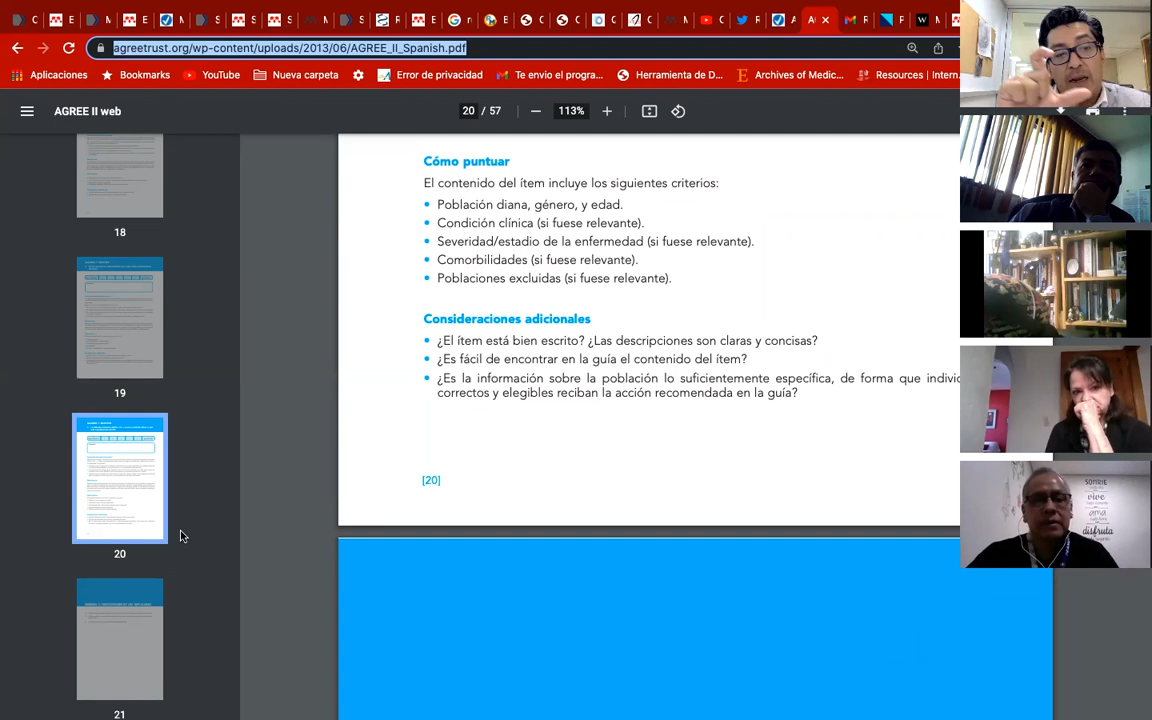 agreetrust.org/wp-content/uploads/2013/06/AGREE_II_Spanish.pdf
Aplicaciones
Bookmarks
YouTube
Nueva carpeta
Error de privacidad
Te envio el progra...
Herramienta de D...
Archives of Medic...
Resources | Intern...
AGREE II web
20 / 57
113%
18
19
20
21
Cómo puntuar
El contenido del ítem incluye los siguientes criterios:
• Población diana, género, y edad.
• Condición clínica (si fuese relevante).
• Severidad/estadio de la enfermedad (si fuese relevante).
• Comorbilidades (si fuese relevante).
• Poblaciones excluidas (si fuese relevante).
Consideraciones adicionales
• ¿El ítem está bien escrito? ¿Las descripciones son claras y concisas?
• ¿Es fácil de encontrar en la guía el contenido del ítem?
• ¿Es la información sobre la población lo suficientemente específica, de forma que indivi
correctos y elegibles reciban la acción recomendada en la guía?
[20]
SONRIE
vive
ama
disfruta